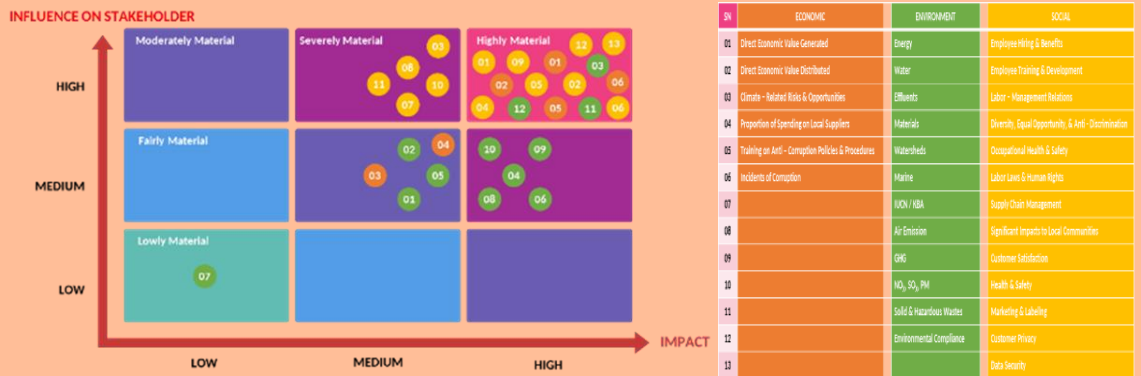 INFLUENCE ON STAKEHOLDER
HIGH
MEDIUM
LOW
Moderately Material
Severely Material
03
08
11
10
07
Highly Material
12
13
01
09
01
03
02
05
02
06
04
12
05
11
06
Fairly Material
02
04
03
05
01
10
09
04
08
06
Lowly Material
07
LOW
MEDIUM
HIGH
IMPACT
SN ECONOMIC ENVIRONMENT SOCIAL
01 Direct Economic Value Generated Energy Employee Hiring & Benefits
02 Direct Economic Value Distributed Water Employee Training & Development
03 Climate – Related Risks & Opportunities Effluents Labor – Management Relations
04 Proportion of Spending on Local Suppliers Materials Diversity, Equal Opportunity, & Anti - Discrimination
05 Training on Anti – Corruption Policies & Procedures Watersheds Occupational Health & Safety
06 Incidents of Corruption Marine Labor Laws & Human Rights
07 IUCN / KBA Supply Chain Management
08 Air Emission Significant Impacts to Local Communities
09 GHG Customer Satisfaction
10 NO₂, SO₂, PM Health & Safety
11 Solid & Hazardous Wastes Marketing & Labeling
12 Environmental Compliance Customer Privacy
13 Data Security